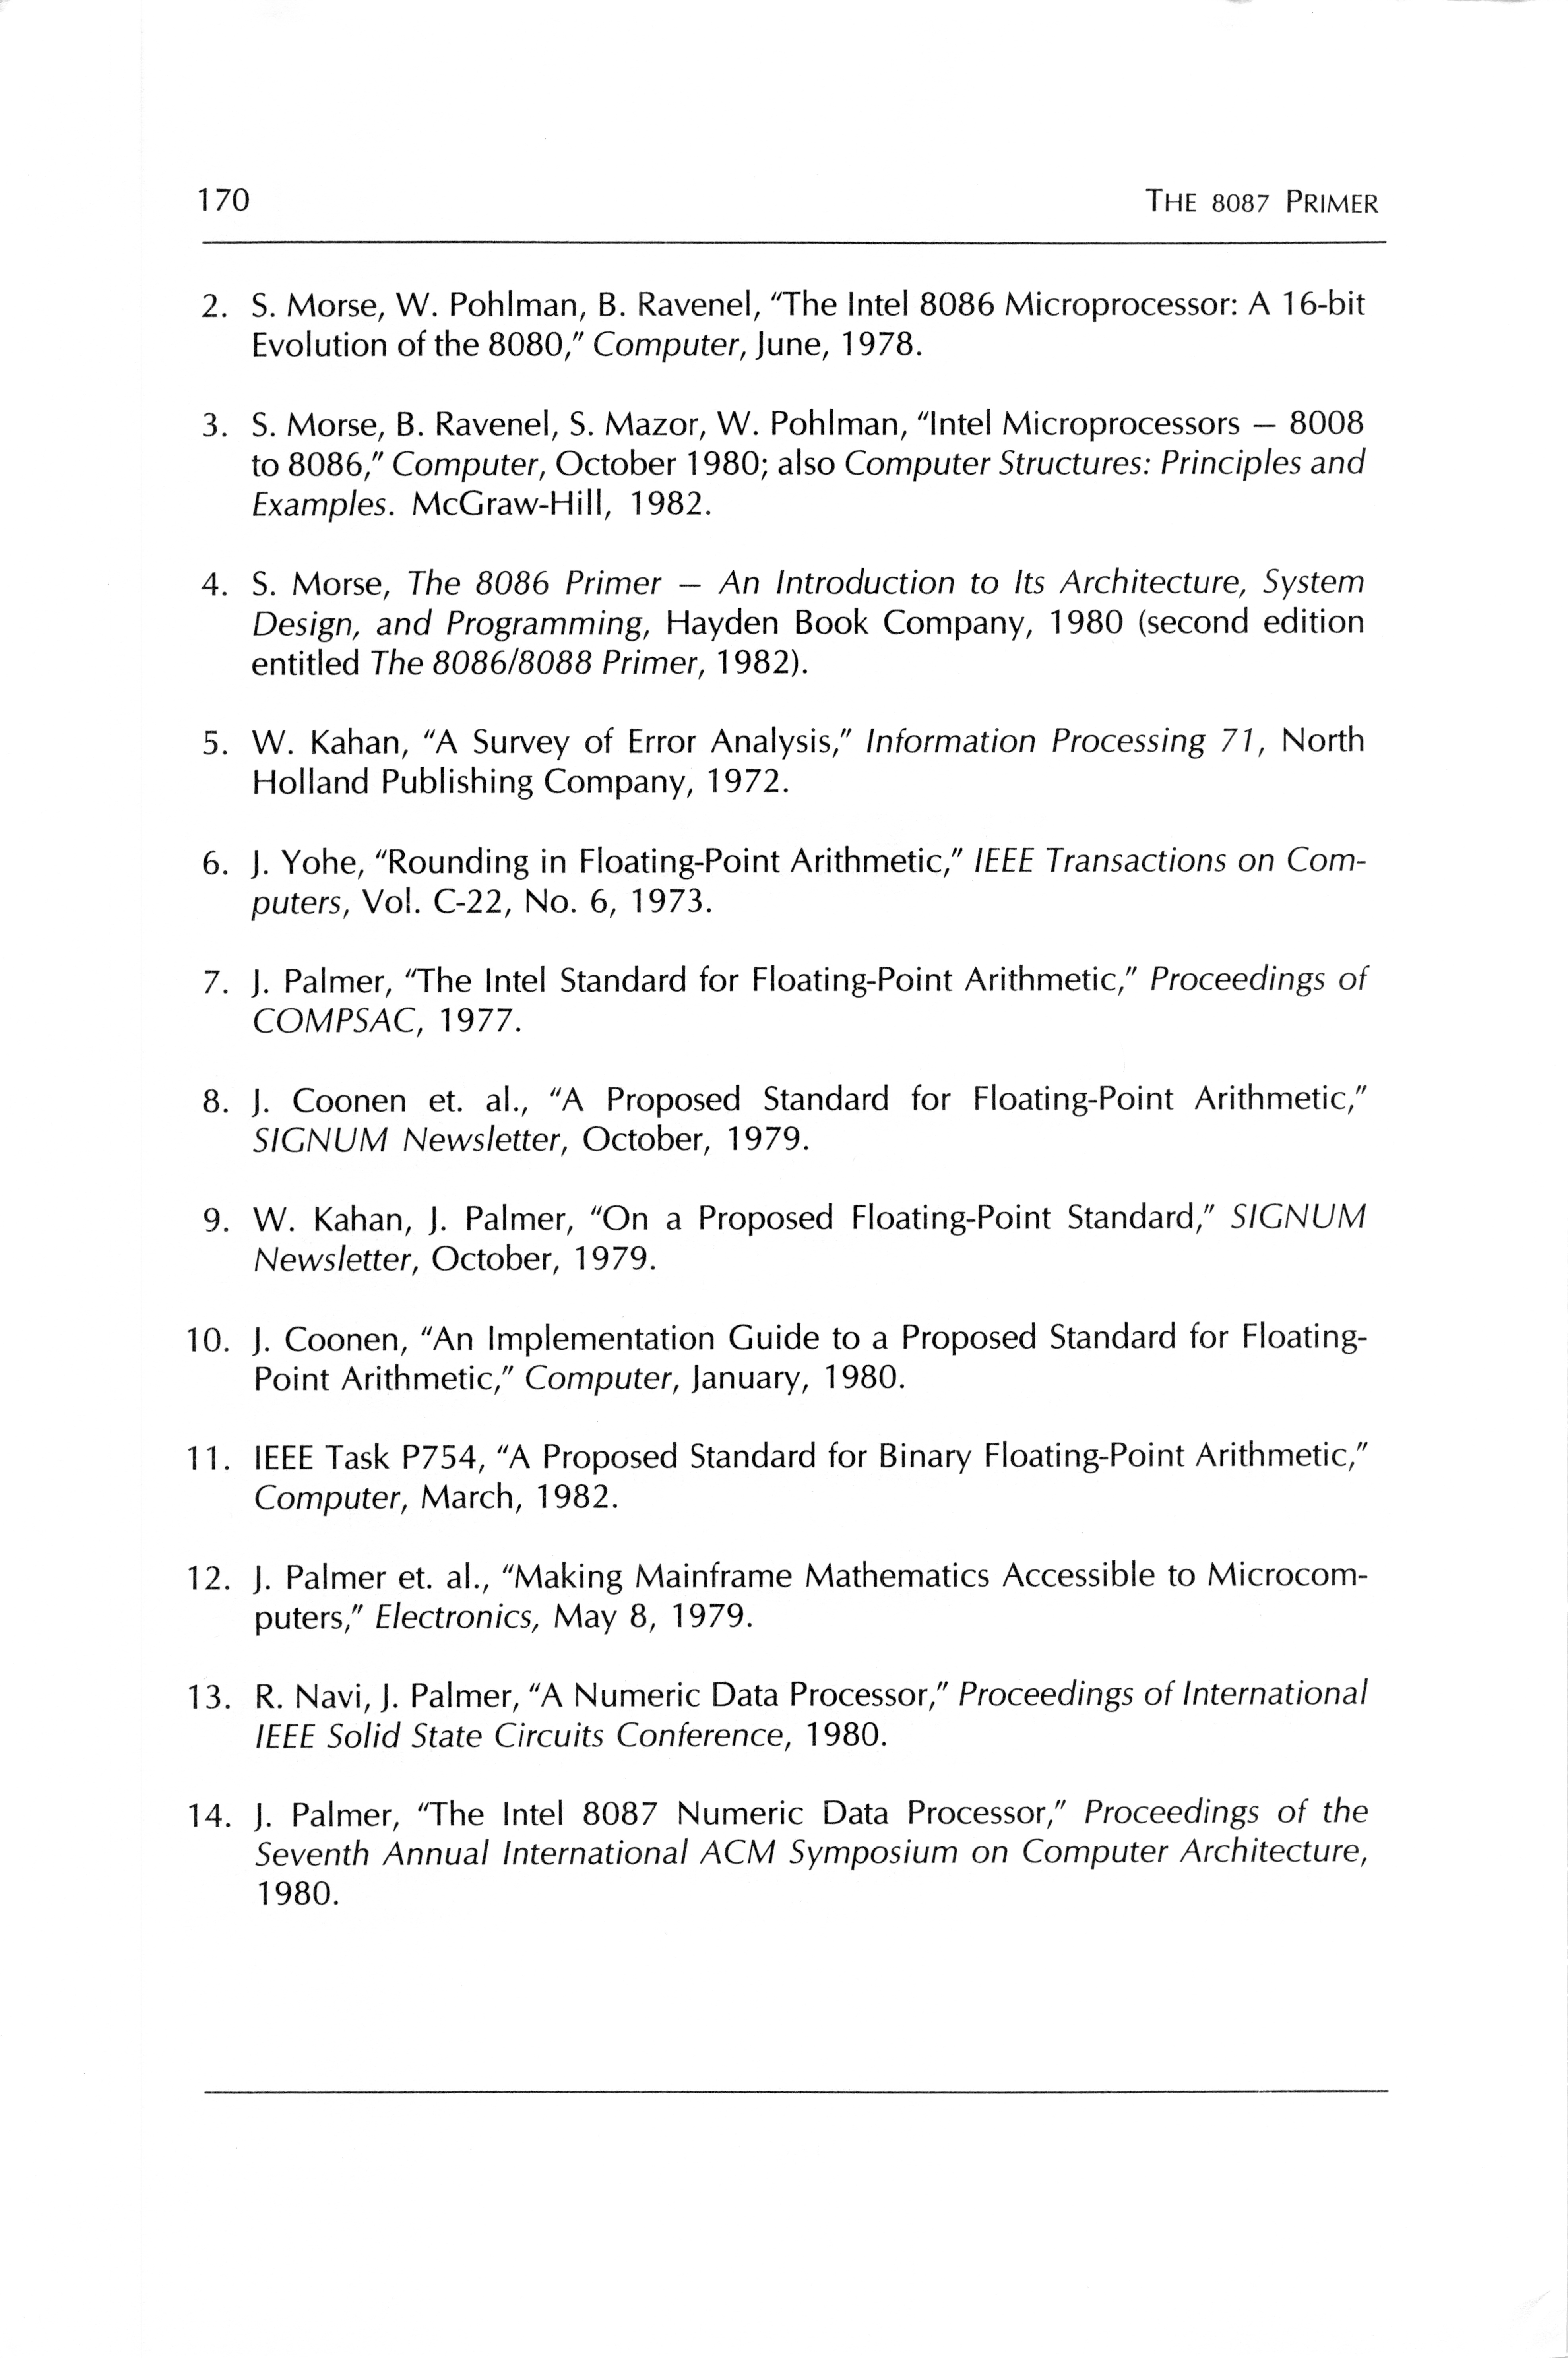 170 THE 8087 PRIMER
2. S. Morse, W. Pohlman, B. Ravenel, “The Intel 8086 Microprocessor: A 16-bit
Evolution of the 8080,” Computer, June, 1978.
3. S. Morse, B. Ravenel, S. Mazor, W. Pohlman, “Intel Microprocessors — 8008
to 8086,” Computer, October 1980; also Computer Structures: Principles and
Examples. McGraw-Hill, 1982.
4. S. Morse, The 8086 Primer — An Introduction to Its Architecture, System
Design, and Programming, Hayden Book Company, 1980 (second edition
entitled The 8086/8088 Primer, 1982).
5. W. Kahan, “A Survey of Error Analysis,” Information Processing 71, North
Holland Publishing Company, 1972.
6. J. Yohe, “Rounding in Floating-Point Arithmetic,” IEEE Transactions on Com-
puters, Vol. C-22, No. 6, 1973.
7. J. Palmer, “The Intel Standard for Floating-Point Arithmetic,” Proceedings of
COMPSAC, 1977.
8. J. Coonen et. al., “A Proposed Standard for Floating-Point Arithmetic,”
SIGNUM Newsletter, October, 1979.
9. W. Kahan, J. Palmer, “On a Proposed Floating-Point Standard,” SIGNUM
Newsletter, October, 1979.
10. J. Coonen, “An Implementation Guide to a Proposed Standard for Floating-
Point Arithmetic,” Computer, January, 1980.
11. IEEE Task P754, “A Proposed Standard for Binary Floating-Point Arithmetic,”
Computer, March, 1982.
12. J. Palmer et. al., “Making Mainframe Mathematics Accessible to Microcom-
puters,” Electronics, May 8, 1979.
13. R. Navi, J. Palmer, “A Numeric Data Processor,” Proceedings of International
IEEE Solid State Circuits Conference, 1980.
14. J. Palmer, “The Intel 8087 Numeric Data Processor,” Proceedings of the
Seventh Annual International ACM Symposium on Computer Architecture,
1980.